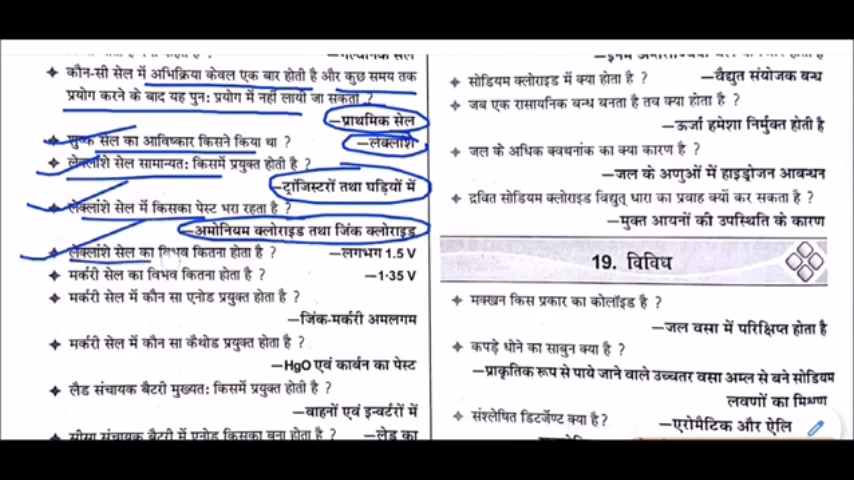 ✦ कौन-सी सेल में अभिक्रिया केवल एक बार होती है और कुछ समय तक
प्रयोग करने के बाद यह पुन: प्रयोग में नहीं लायी जा सकती ?
—प्राथमिक सेल
✦ शुष्क सेल का आविष्कार किसने किया था ? —लेक्लांशे
✦ लेक्लांशे सेल सामान्यत: किसमें प्रयुक्त होती है ?
—ट्रांजिस्टरों तथा घड़ियों में
✦ लेक्लांशे सेल में किसका पेस्ट भरा रहता है ?
—अमोनियम क्लोराइड तथा जिंक क्लोराइड
✦ लेक्लांशे सेल का विभव कितना होता है ? —लगभग 1.5 V
✦ मर्करी सेल का विभव कितना होता है ? —1·35 V
✦ मर्करी सेल में कौन सा एनोड प्रयुक्त होता है ?
—जिंक-मर्करी अमलगम
✦ मर्करी सेल में कौन सा कैथोड प्रयुक्त होता है ?
—HgO एवं कार्बन का पेस्ट
✦ लैड संचायक बैटरी मुख्यत: किसमें प्रयुक्त होती है ?
—वाहनों एवं इन्वर्टरों में
✦ सीसा संचायक बैटरी में एनोड किसका बना होता है ? —लेड का
✦ सोडियम क्लोराइड में क्या होता है ? —वैद्युत संयोजक बन्ध
✦ जब एक रासायनिक बन्ध बनता है तब क्या होता है ?
—ऊर्जा हमेशा निर्मुक्त होती है
✦ जल के अधिक क्वथनांक का क्या कारण है ?
—जल के अणुओं में हाइड्रोजन आबन्धन
✦ द्रवित सोडियम क्लोराइड विद्युत् धारा का प्रवाह क्यों कर सकता है ?
—मुक्त आयनों की उपस्थिति के कारण
19. विविध
✦ मक्खन किस प्रकार का कोलॉइड है ?
—जल वसा में परिक्षिप्त होता है
✦ कपड़े धोने का साबुन क्या है ?
—प्राकृतिक रूप से पाये जाने वाले उच्चतर वसा अम्ल से बने सोडियम
लवणों का मिश्रण
✦ संश्लेषित डिटर्जेण्ट क्या है?
—एरोमैटिक और ऐलि